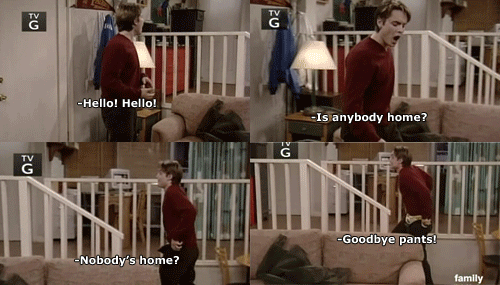 TV
G
-Hello! Hello!
TV
G
-Is anybody home?
TV
G
-Nobody's home?
TV
G
-Goodbye pants!
family